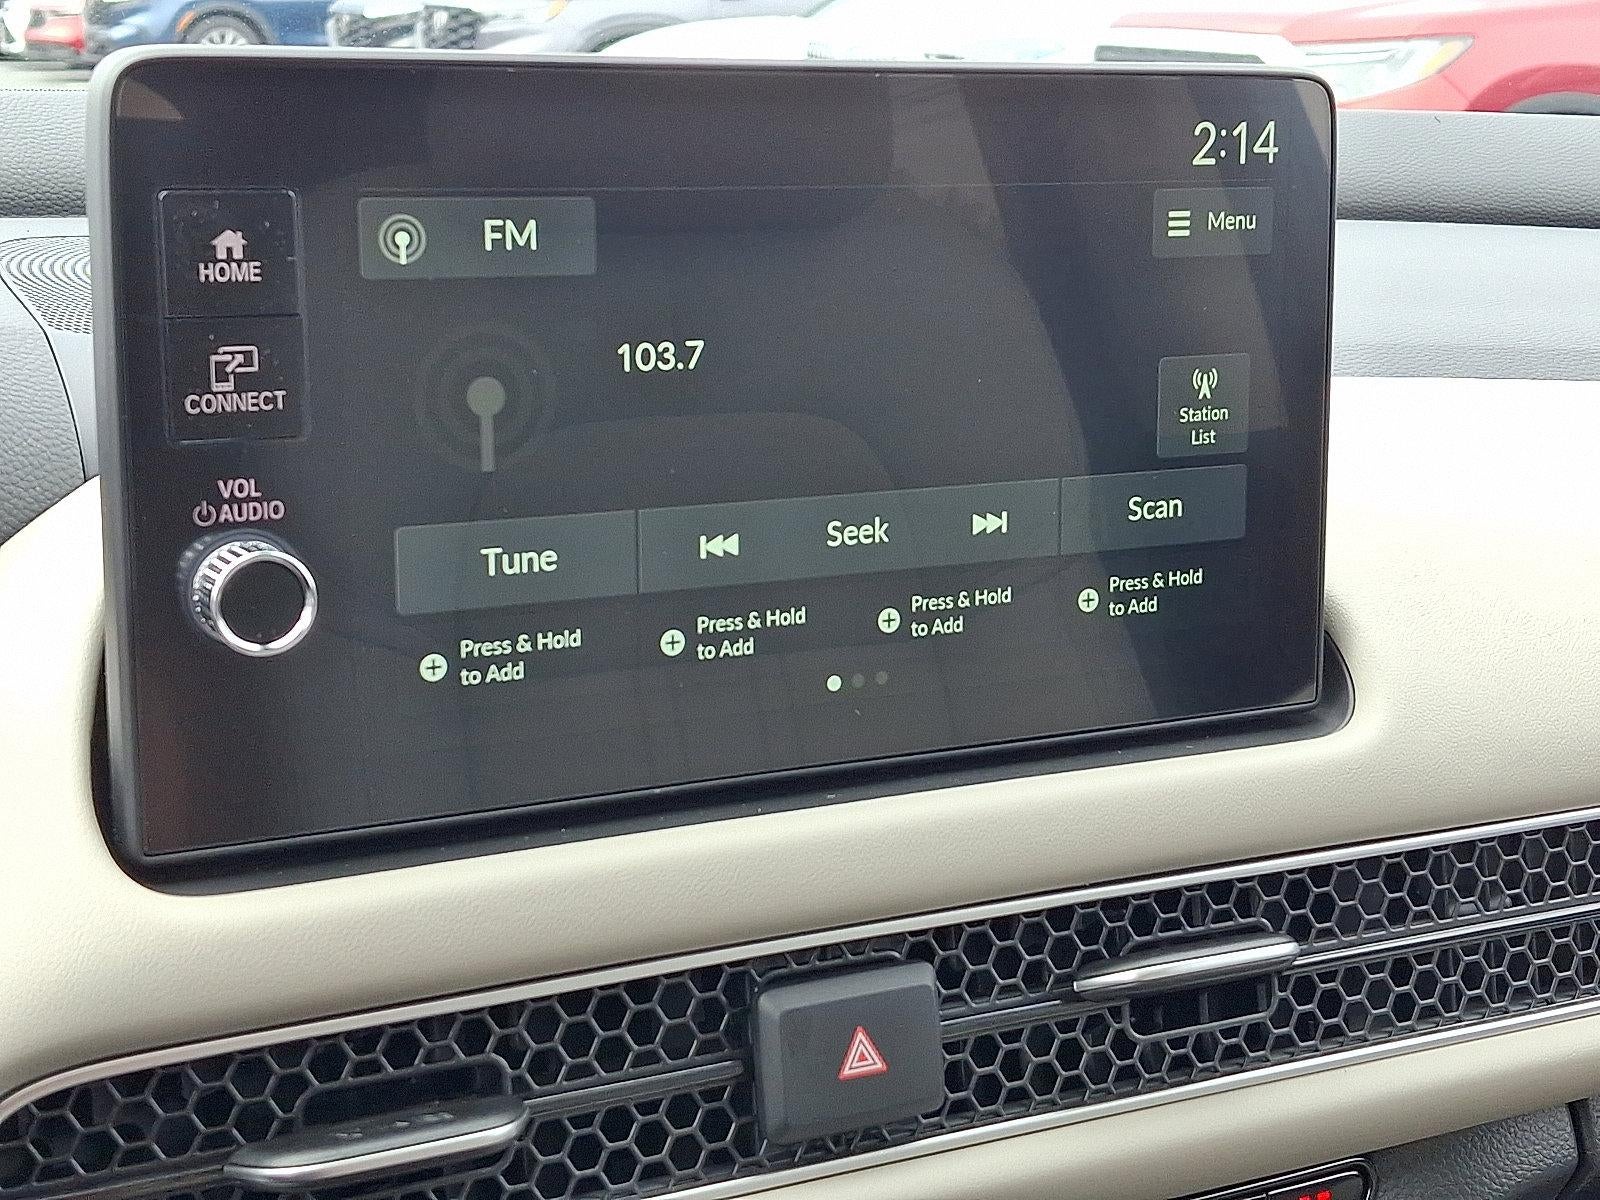 2:14
HOME
FM
Menu
103.7
CONNECT
Station
List
VOL
AUDIO
Tune
Seek
Scan
Press & Hold
to Add
Press & Hold
to Add
Press & Hold
to Add
Press & Hold
to Add